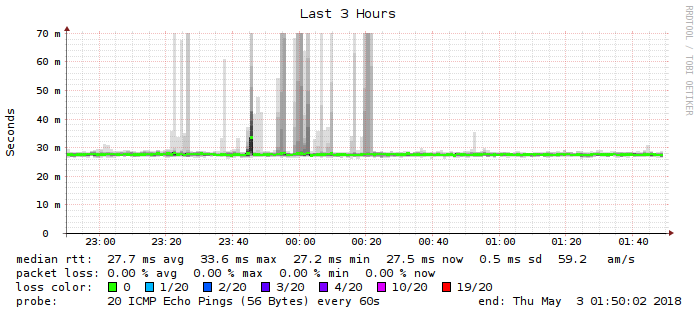 Last 3 Hours
RRDTOOL / TOBI OETIKER
Seconds
70 m
60 m
50 m
40 m
30 m
20 m
10 m
0
23:00 23:20 23:40 00:00 00:20 00:40 01:00 01:20 01:40
median rtt: 27.7 ms avg 33.6 ms max 27.2 ms min 27.5 ms now 0.5 ms sd 59.2 am/s
packet loss: 0.00 % avg 0.00 % max 0.00 % min 0.00 % now
loss color: 0 1/20 2/20 3/20 4/20 10/20 19/20
probe: 20 ICMP Echo Pings (56 Bytes) every 60s end: Thu May 3 01:50:02 2018